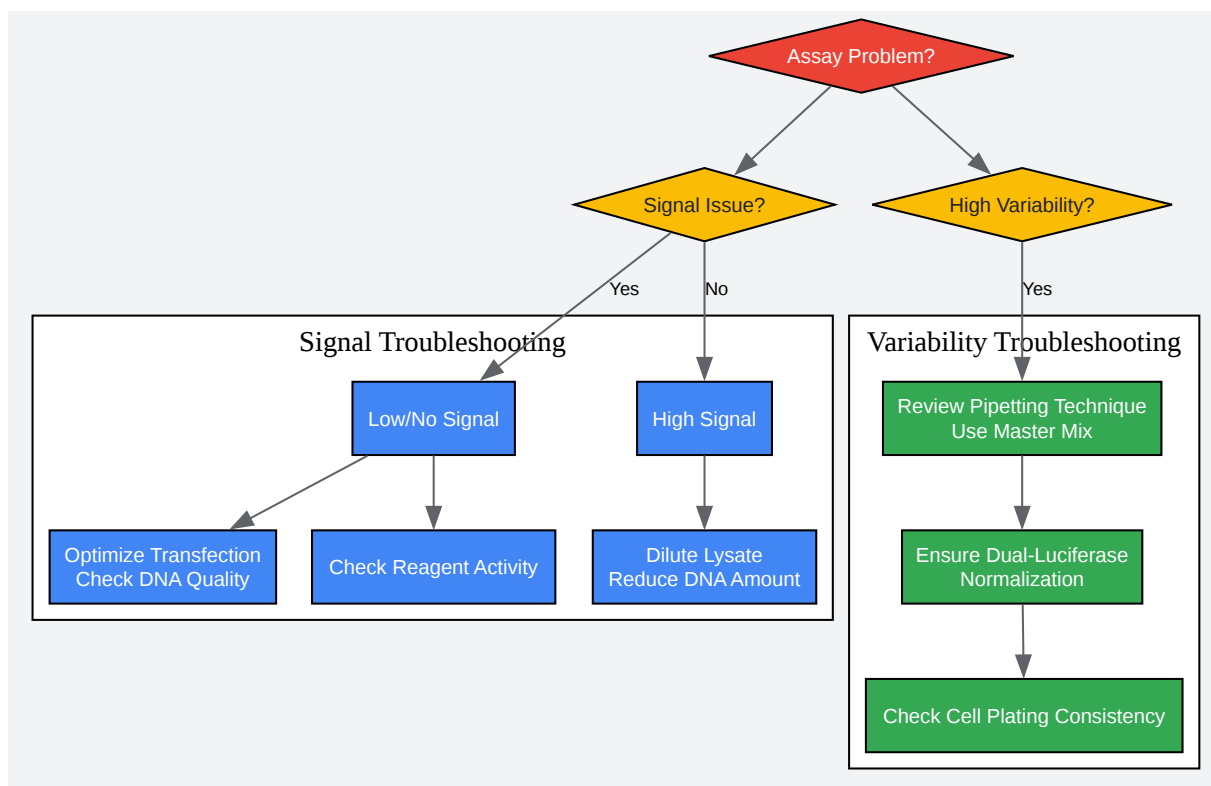 Assay Problem?
Signal Issue?
High Variability?
Yes
No
Yes
Signal Troubleshooting
Variability Troubleshooting
Low/No Signal
High Signal
Review Pipetting Technique
Use Master Mix
Optimize Transfection
Check DNA Quality
Check Reagent Activity
Dilute Lysate
Reduce DNA Amount
Ensure Dual-Luciferase
Normalization
Check Cell Plating Consistency